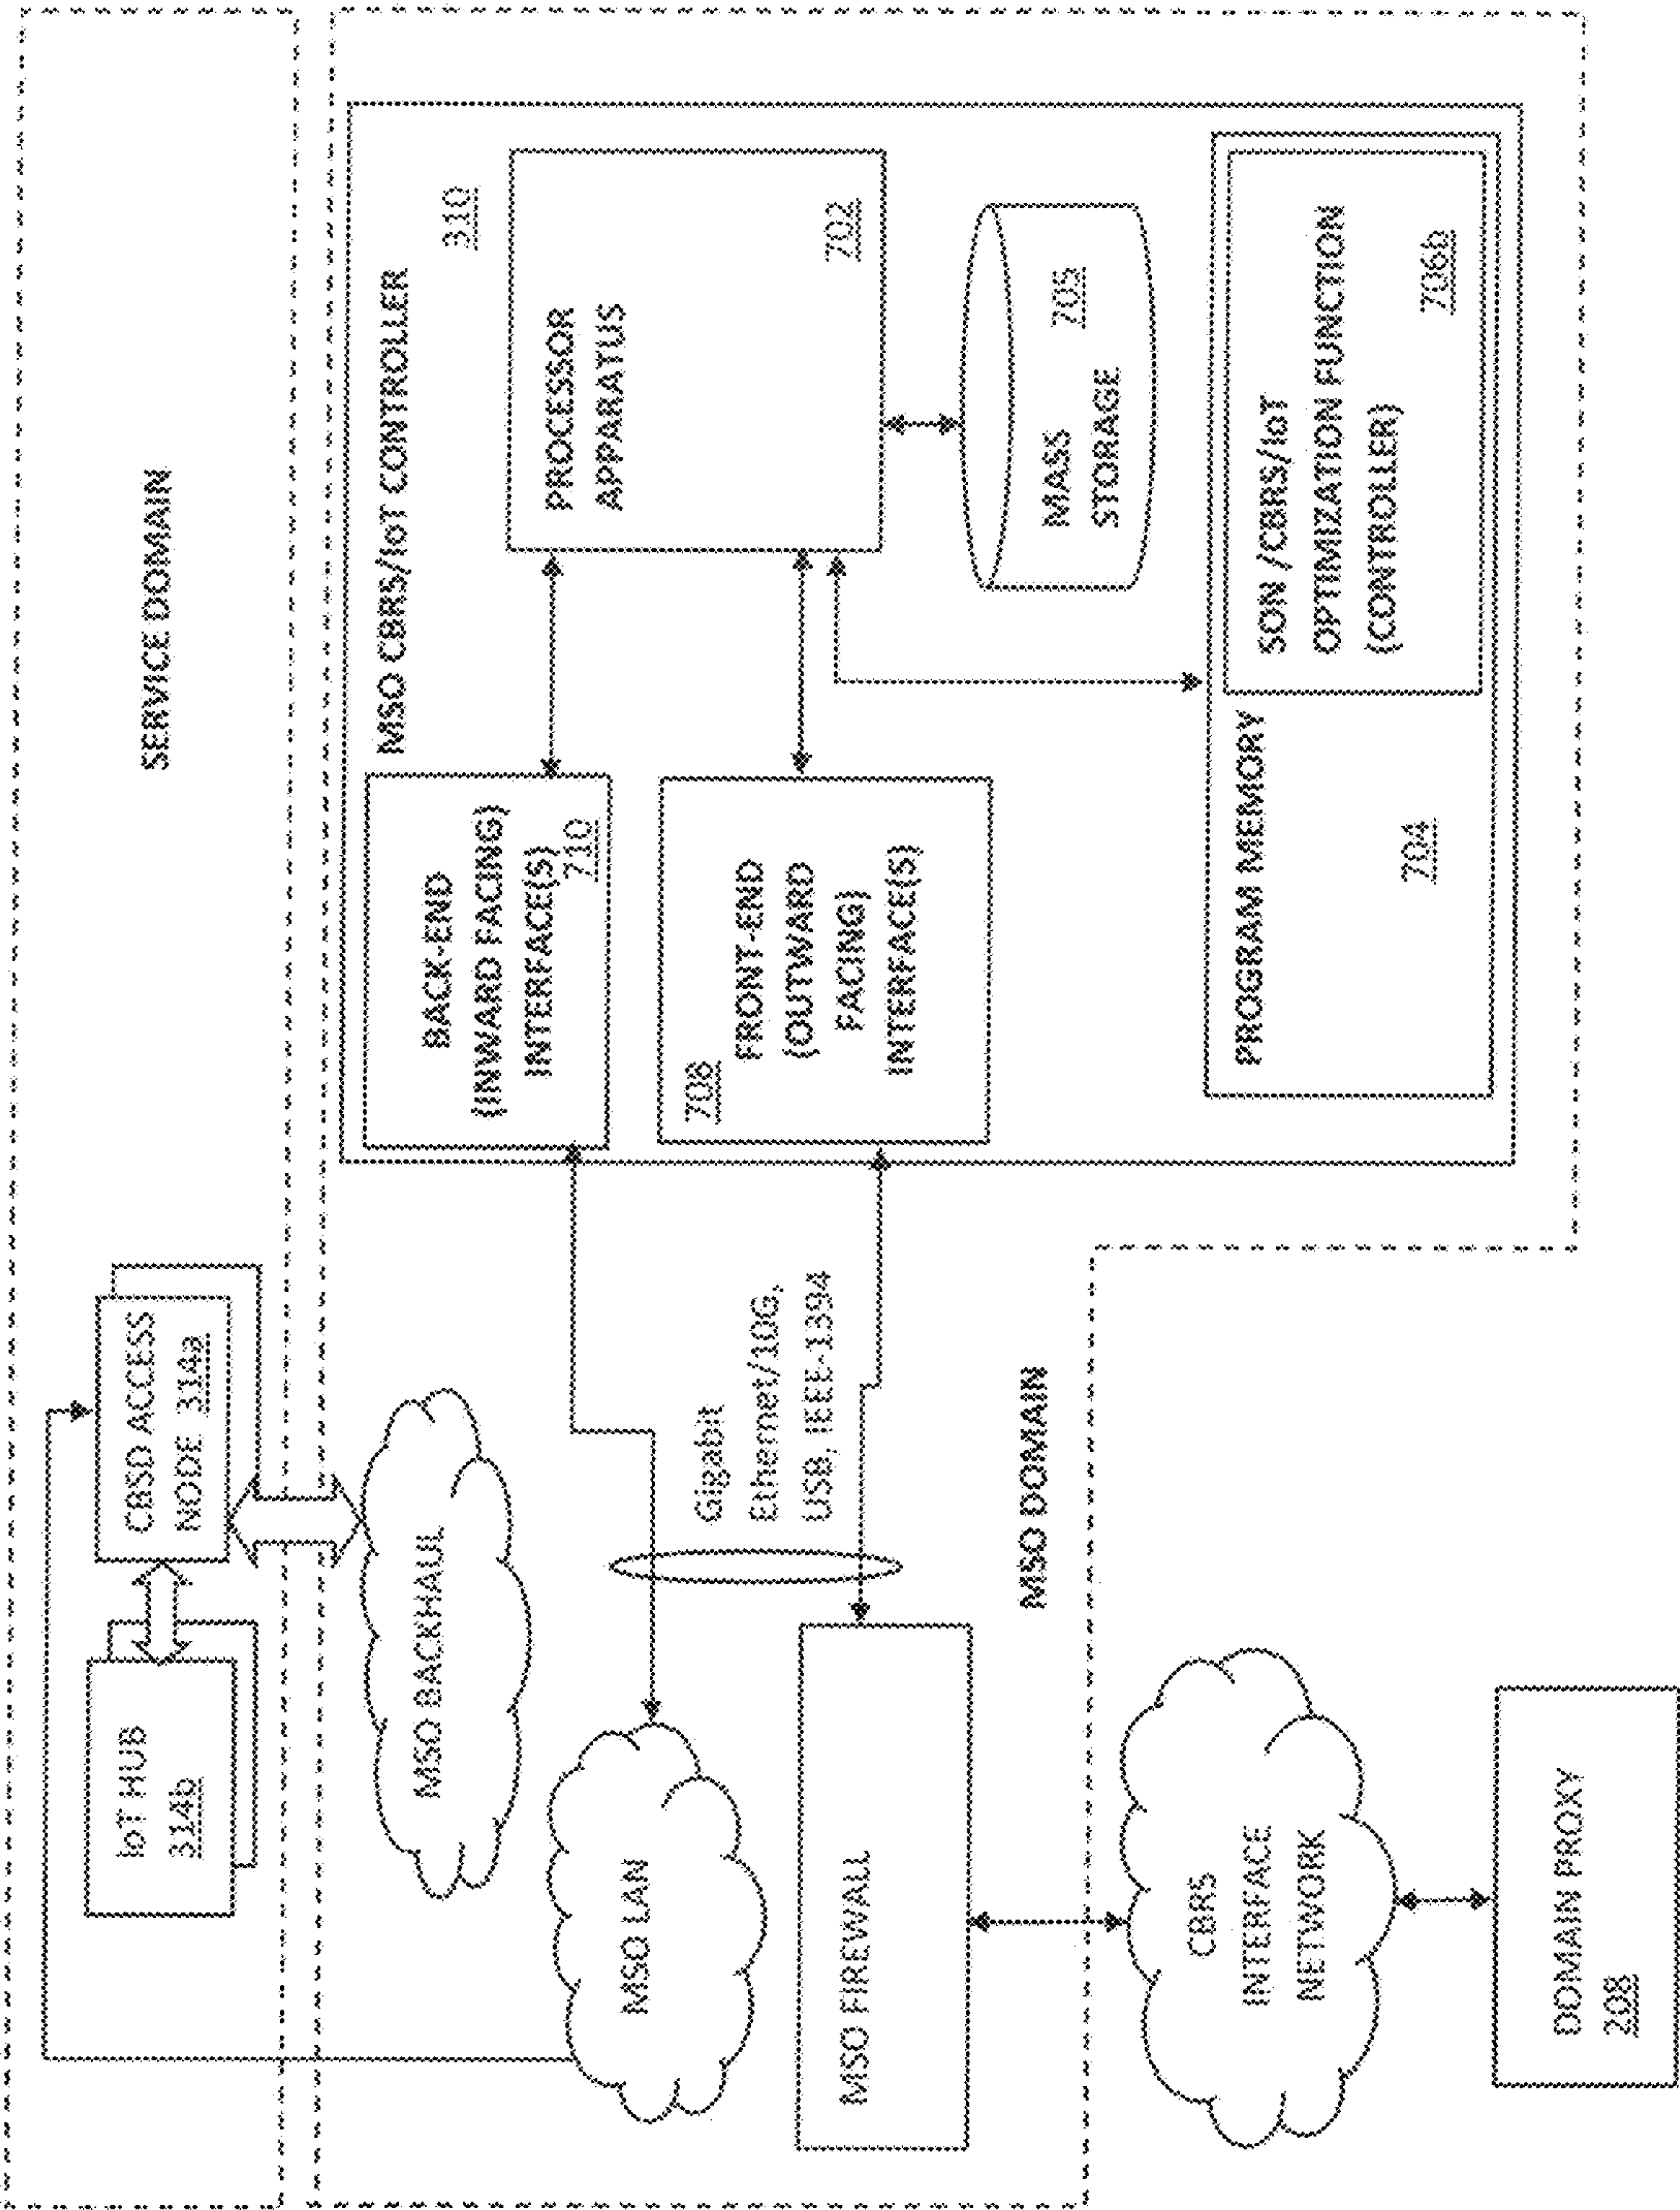 SERVICE DOMAIN
IoT HUB
314b
CBSD ACCESS
NODE 314a
MSO BACKHAUL
MSO LAN
Gigabit
Ethernet/10G,
USB, IEEE-1394
MSO FIREWALL
MSO DOMAIN
CBRS
INTERFACE
NETWORK
DOMAIN PROXY
208
MSO CBRS/IoT CONTROLLER
310
BACK-END
(INWARD FACING)
INTERFACE(S)
710
708
FRONT-END
(OUTWARD
FACING)
INTERFACE(S)
PROCESSOR
APPARATUS
702
MASS
STORAGE
705
PROGRAM MEMORY
704
SON /CBRS/IoT
OPTIMIZATION FUNCTION
(CONTROLLER)
706b